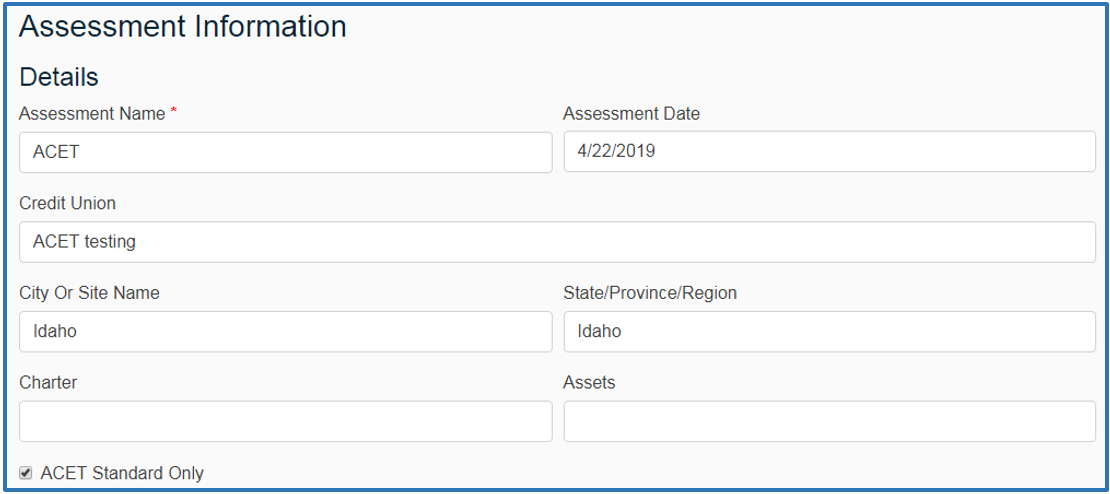 Assessment Information
Details
Assessment Name * Assessment Date
ACET 4/22/2019
Credit Union
ACET testing
City Or Site Name State/Province/Region
Idaho Idaho
Charter Assets
ACET Standard Only